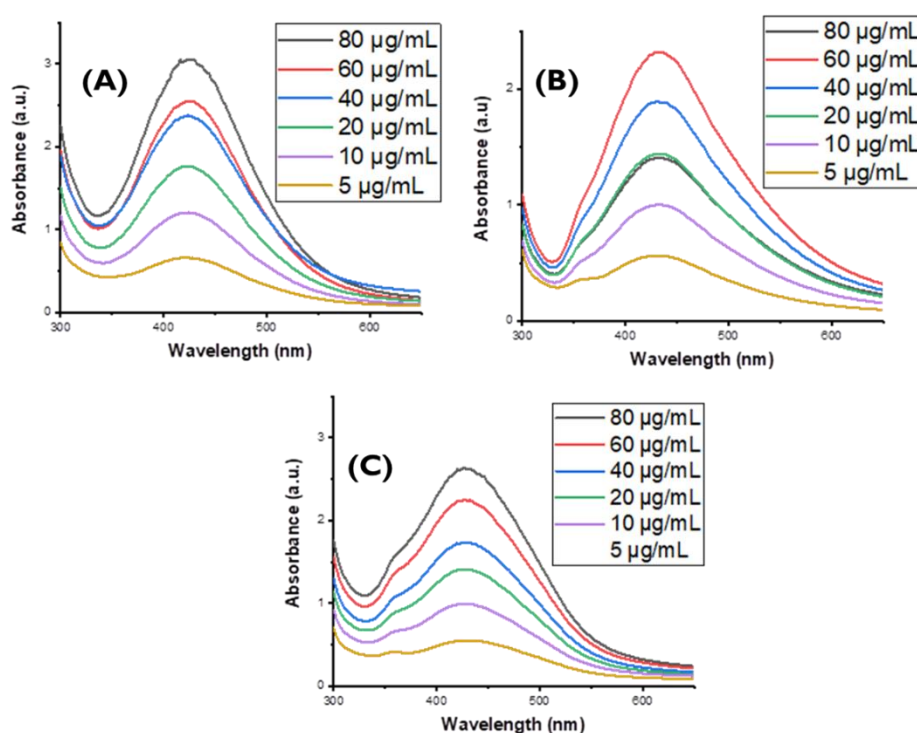 (A)
80 µg/mL
60 µg/mL
40 µg/mL
20 µg/mL
10 µg/mL
5 µg/mL
Absorbance (a.u.)
3
2
1
0
300
400
500
600
Wavelength (nm)
(B)
80 µg/mL
60 µg/mL
40 µg/mL
20 µg/mL
10 µg/mL
5 µg/mL
Absorbance (a.u)
2
1
0
300
400
500
600
Wavelength (nm)
(C)
80 µg/mL
60 µg/mL
40 µg/mL
20 µg/mL
10 µg/mL
5 µg/mL
Absorbance (a.u.)
3
2
1
0
300
400
500
600
Wavelength (nm)